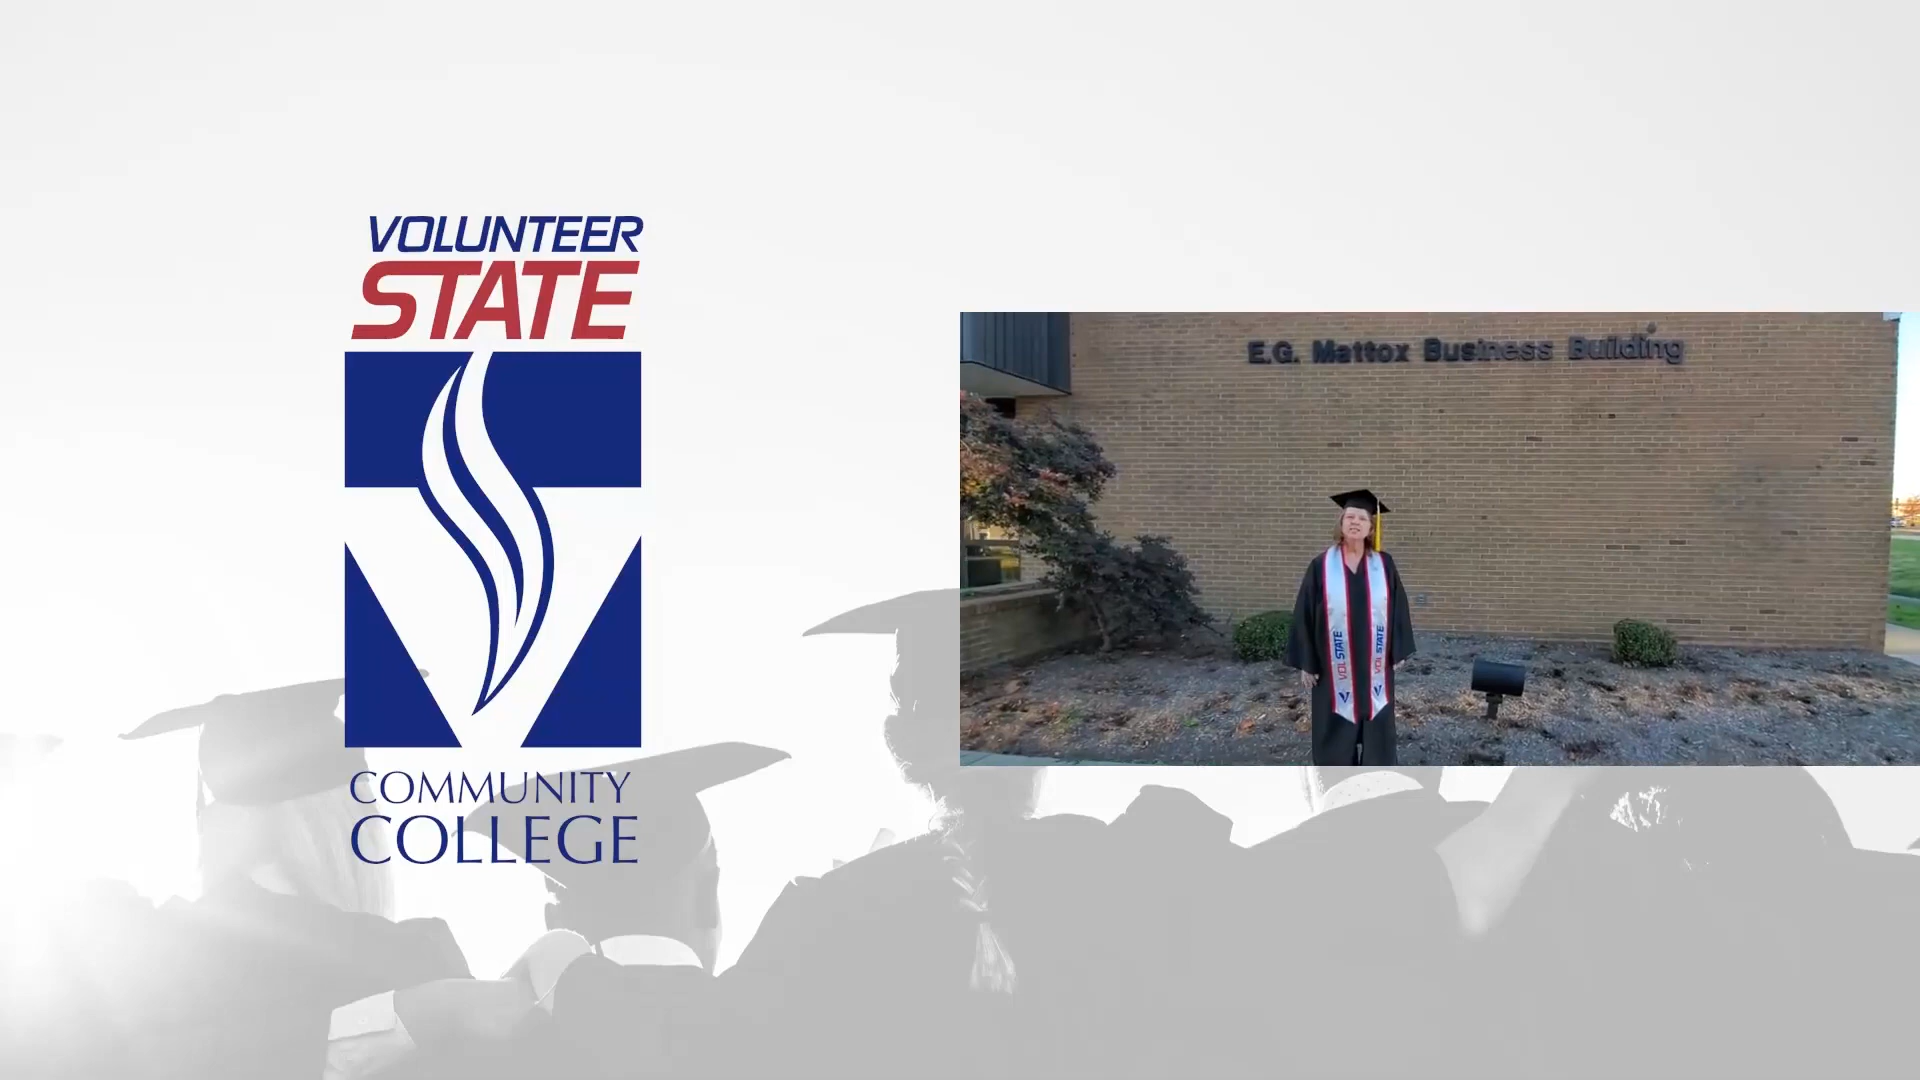 VOLUNTEER
STATE
COMMUNITY
COLLEGE
E.G. Mattox Business Building
VOL STATE
VOL STATE